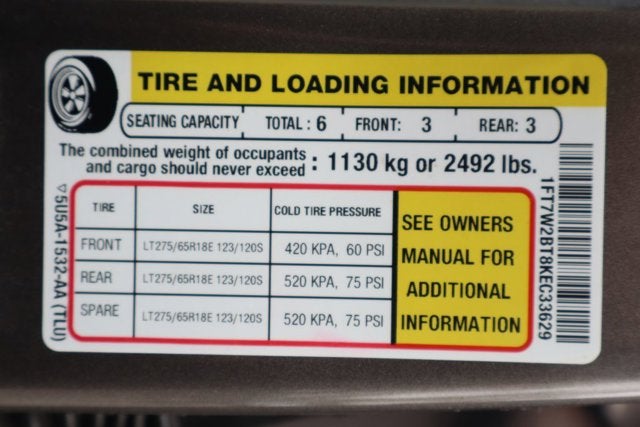 TIRE AND LOADING INFORMATION
SEATING CAPACITY TOTAL : 6 FRONT: 3 REAR: 3
The combined weight of occupants
and cargo should never exceed : 1130 kg or 2492 lbs.
TIRE SIZE COLD TIRE PRESSURE
FRONT LT275/65R18E 123/120S 420 KPA, 60 PSI
REAR LT275/65R18E 123/120S 520 KPA, 75 PSI
SPARE LT275/65R18E 123/120S 520 KPA, 75 PSI
SEE OWNERS
MANUAL FOR
ADDITIONAL
INFORMATION
▽5U5A-1532-AA (TLU)
1FT7W2BT8KEC33629